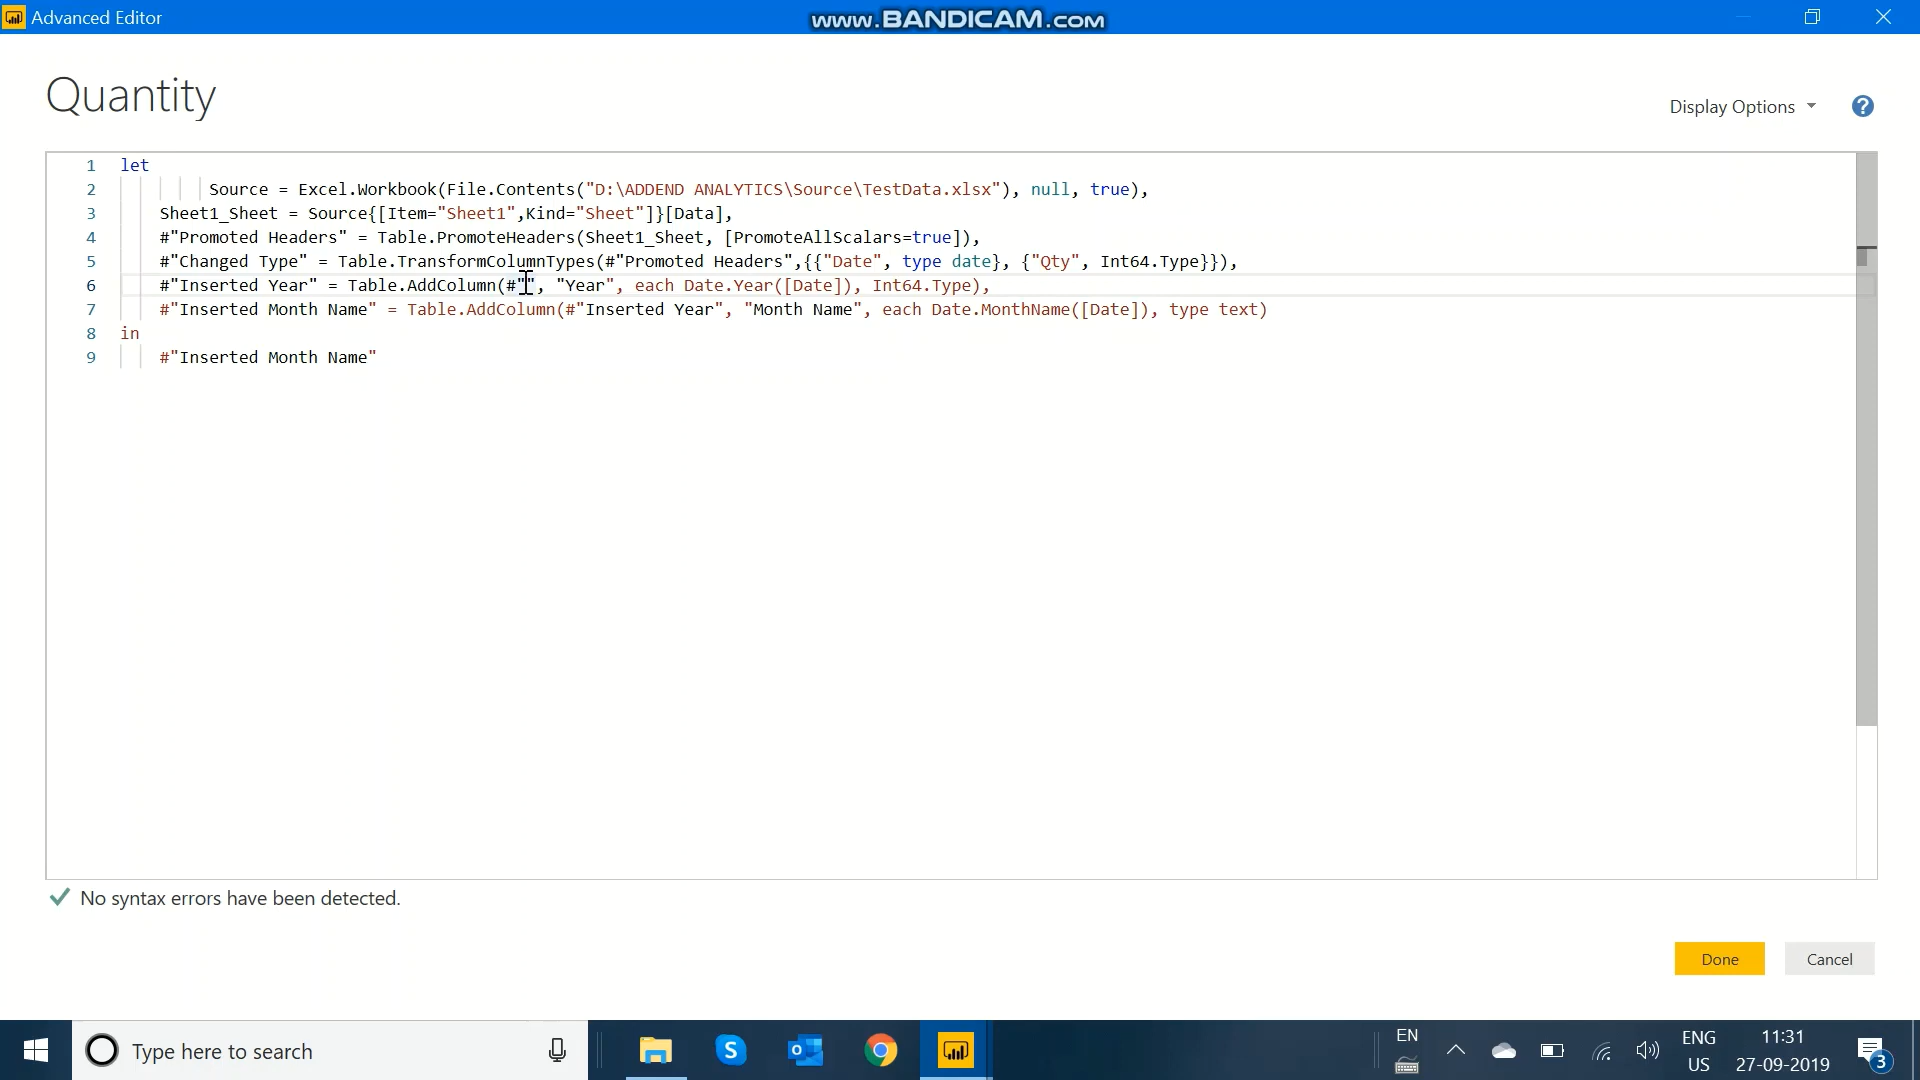 Advanced Editor
www.BANDICAM.com
Quantity
Display Options
?
1 let
2 Source = Excel.Workbook(File.Contents("D:\ADDEND ANALYTICS\Source\TestData.xlsx"), null, true),
3 Sheet1_Sheet = Source{[Item="Sheet1",Kind="Sheet"]}[Data],
4 #"Promoted Headers" = Table.PromoteHeaders(Sheet1_Sheet, [PromoteAllScalars=true]),
5 #"Changed Type" = Table.TransformColumnTypes(#"Promoted Headers",{{"Date", type date}, {"Qty", Int64.Type}}),
6 #"Inserted Year" = Table.AddColumn(#"", "Year", each Date.Year([Date]), Int64.Type),
7 #"Inserted Month Name" = Table.AddColumn(#"Inserted Year", "Month Name", each Date.MonthName([Date]), type text)
8 in
9 #"Inserted Month Name"
No syntax errors have been detected.
Done
Cancel
Type here to search
S
o
EN
ENG
US
11:31
27-09-2019
3